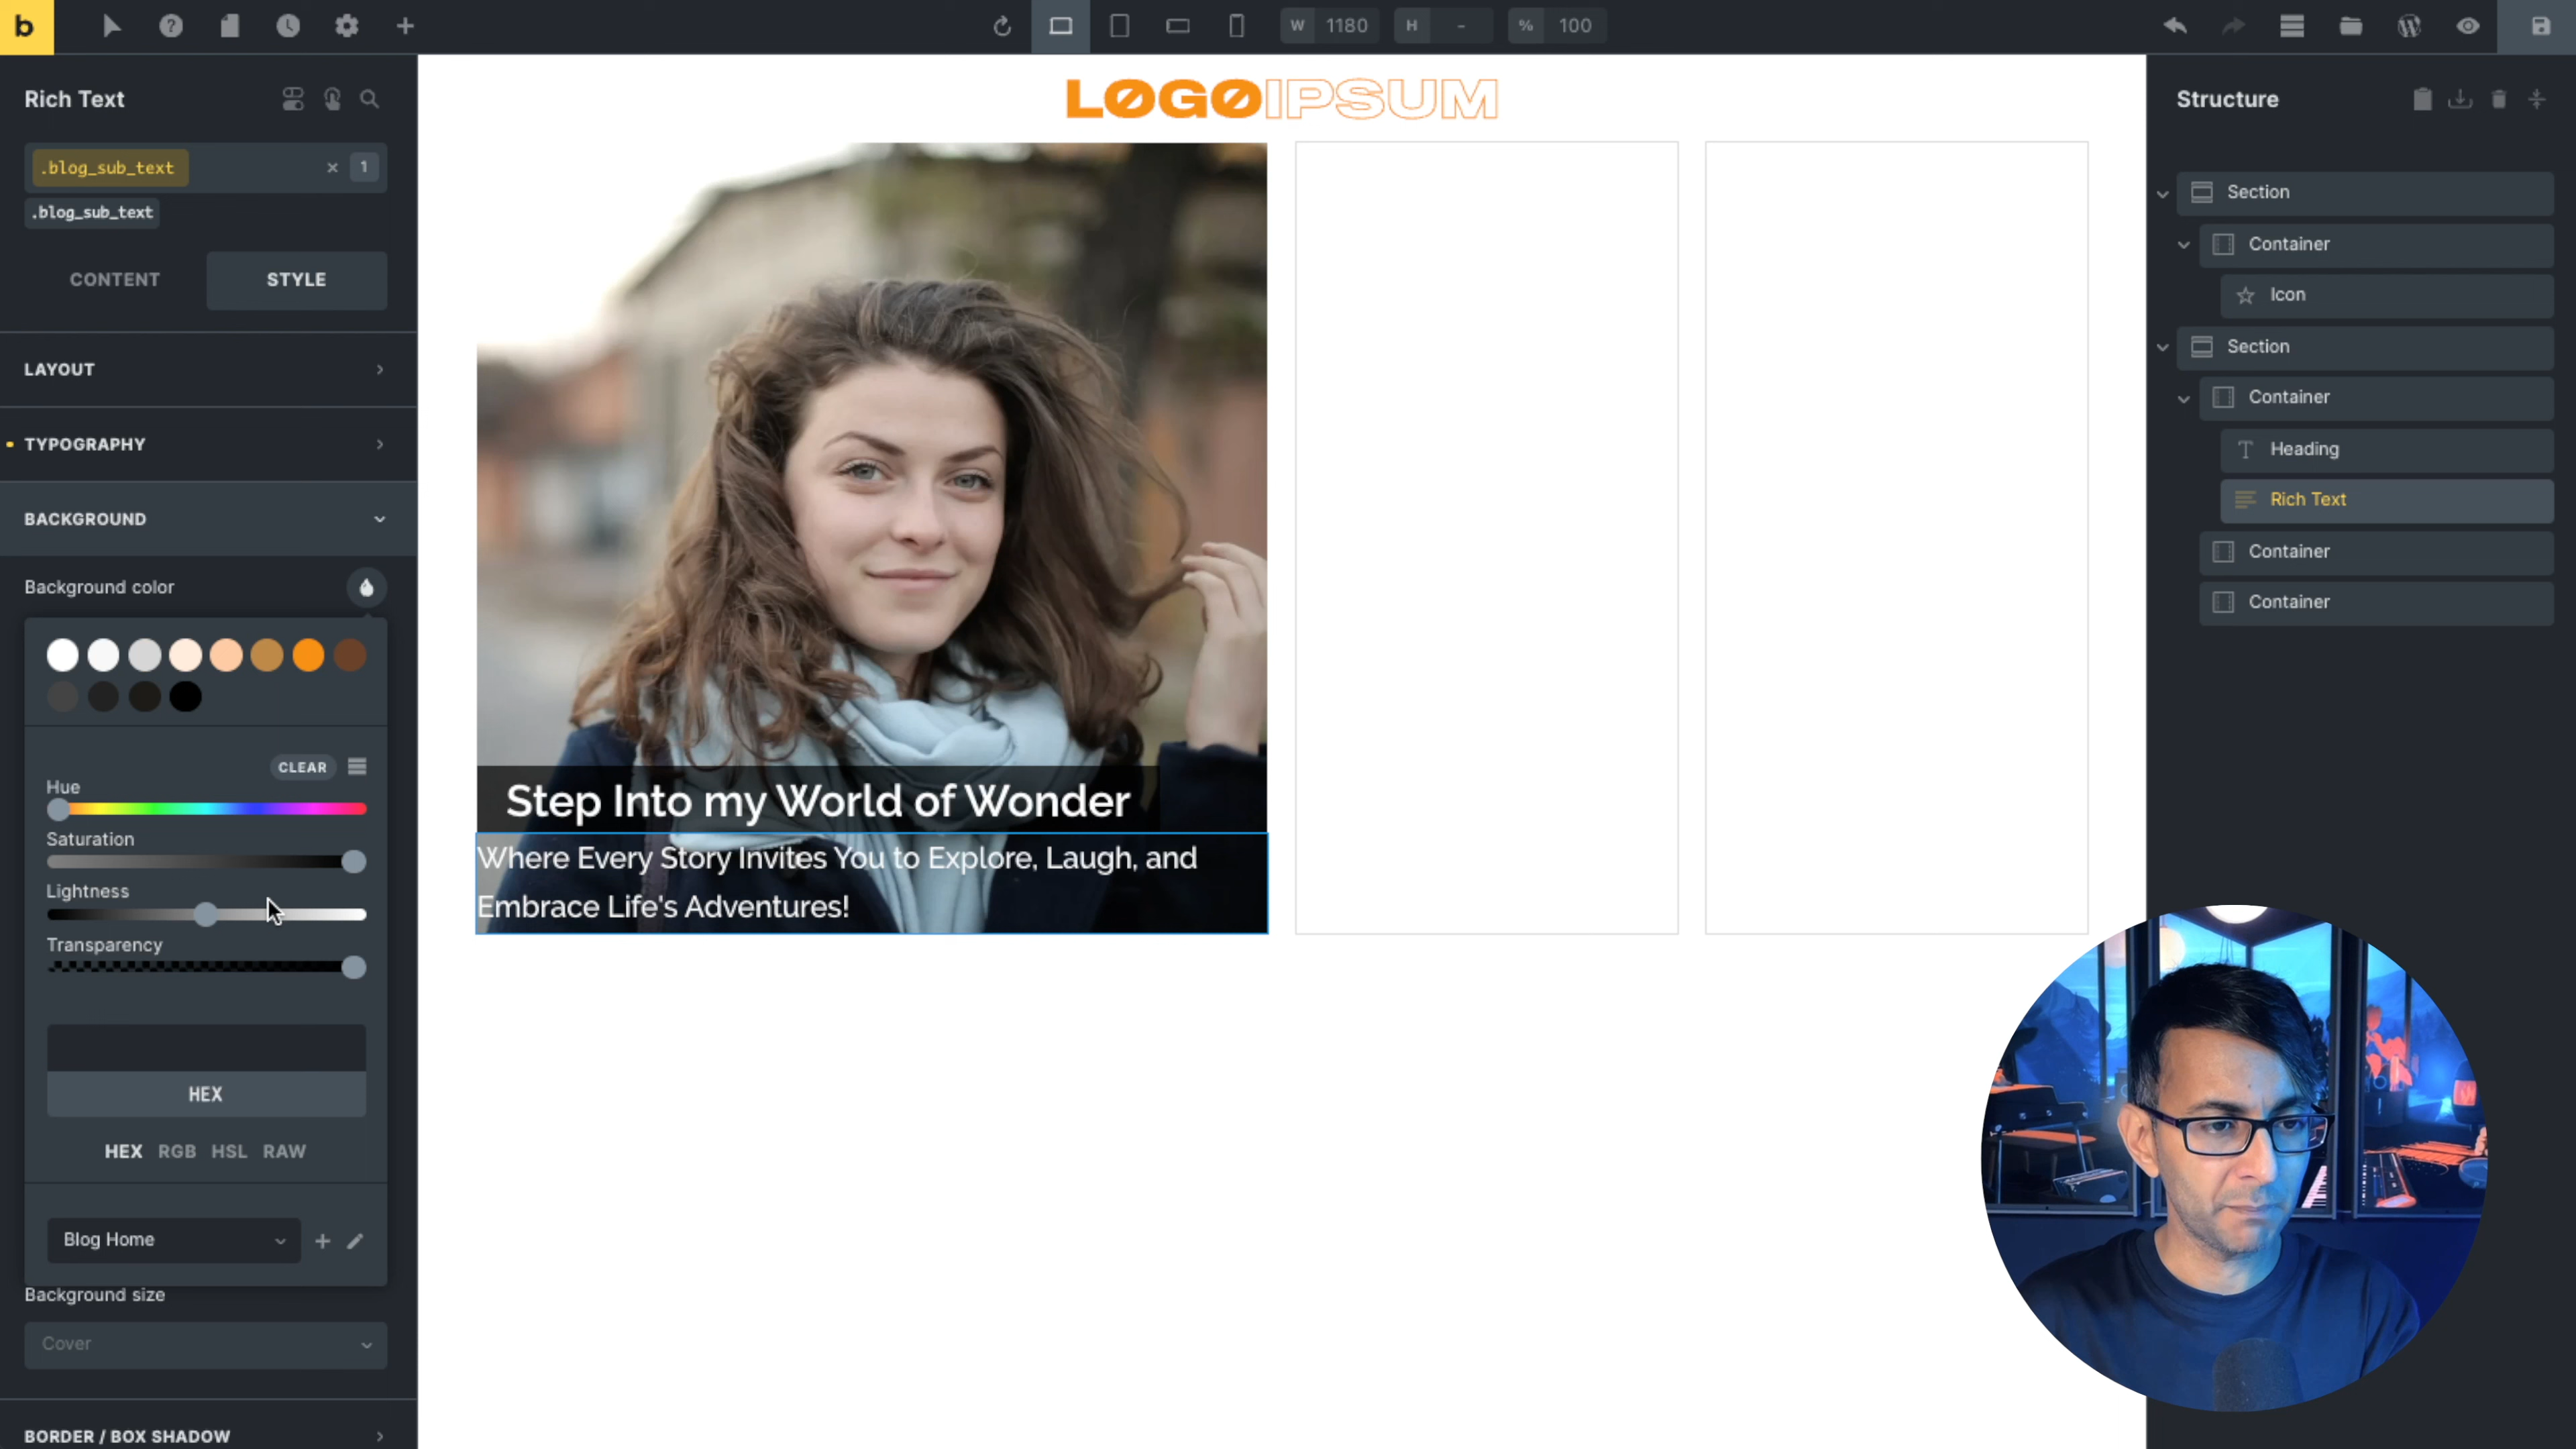 b
W 1180 H - % 100
Rich Text
.blog_sub_text × 1
.blog_sub_text
CONTENT STYLE
LAYOUT
TYPOGRAPHY
BACKGROUND
Background color
CLEAR
Hue
Saturation
Lightness
Transparency
HEX
HEX RGB HSL RAW
Blog Home
Background size
Cover
BORDER / BOX SHADOW
LOGOIPSUM
Step Into my World of Wonder
Where Every Story Invites You to Explore, Laugh, and
Embrace Life's Adventures!
Structure
Section
Container
Icon
Section
Container
Heading
Rich Text
Container
Container